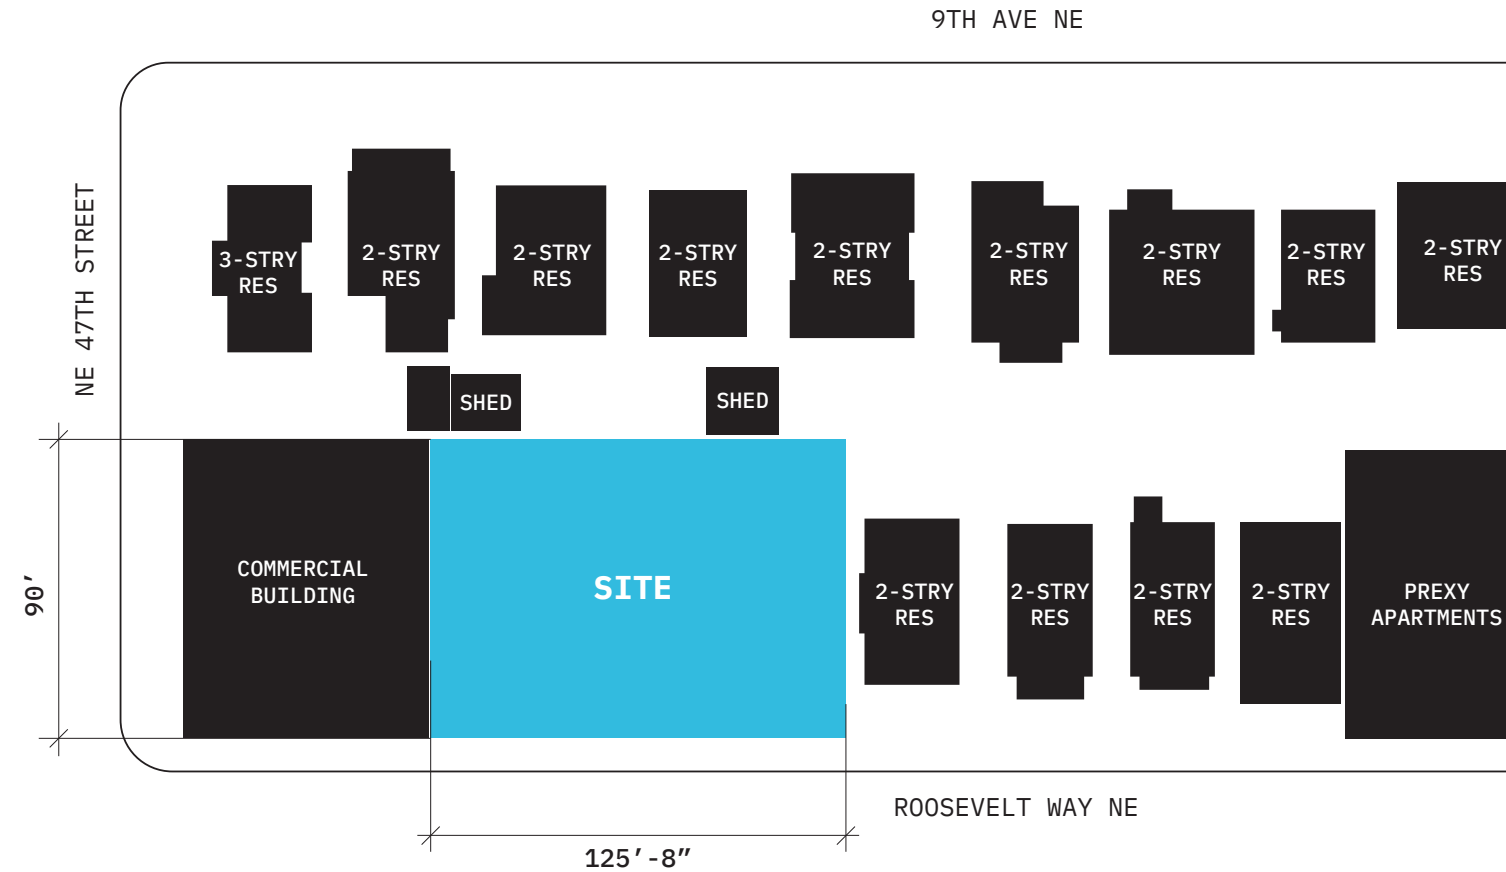 9TH AVE NE
NE 47TH STREET
3-STRY
RES
2-STRY
RES
2-STRY
RES
2-STRY
RES
2-STRY
RES
2-STRY
RES
2-STRY
RES
2-STRY
RES
2-STRY
RES
SHED
SHED
90’
COMMERCIAL
BUILDING
SITE
2-STRY
RES
2-STRY
RES
2-STRY
RES
2-STRY
RES
PREXY
APARTMENTS
ROOSEVELT WAY NE
125’-8”